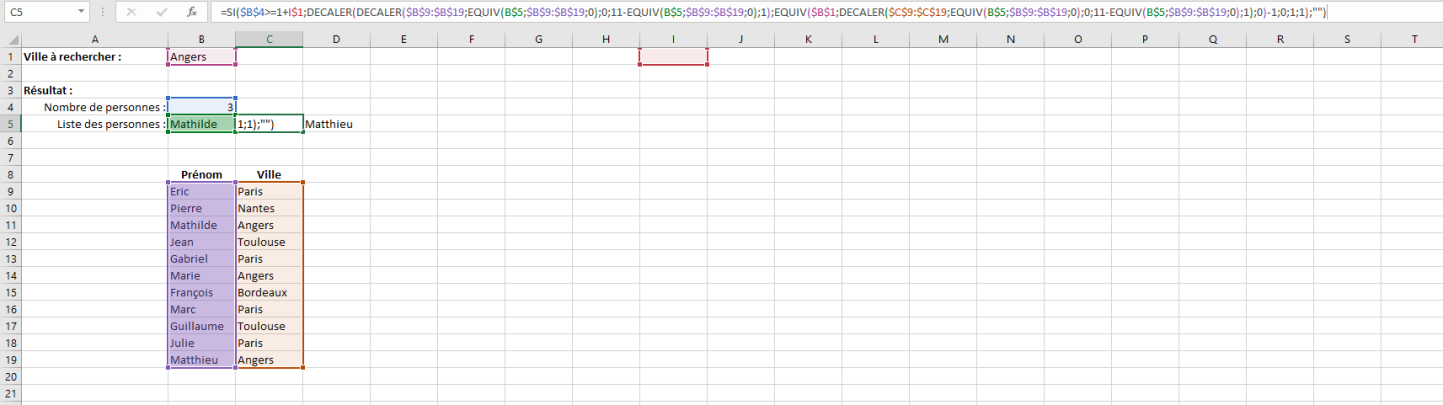 C5 fx =SI($B$4>=1+I$1;DECALER(DECALER($B$9:$B$19;EQUIV(B$5;$B$9:$B$19;0);0;11-EQUIV(B$5;$B$9:$B$19;0);1);EQUIV($B$1;DECALER($C$9:$C$19;EQUIV(B$5;$B$9:$B$19;0);0;11-EQUIV(B$5;$B$9:$B$19;0);1);0)-1;0;1;1);"")
A B C D E F G H I J K L M N O P Q R S T
1 Ville à rechercher : Angers
2
3 Résultat :
4 Nombre de personnes : 3
5 Liste des personnes : Mathilde 1;1);"") Matthieu
6
7
8 Prénom Ville
9 Eric Paris
10 Pierre Nantes
11 Mathilde Angers
12 Jean Toulouse
13 Gabriel Paris
14 Marie Angers
15 François Bordeaux
16 Marc Paris
17 Guillaume Toulouse
18 Julie Paris
19 Matthieu Angers
20
21